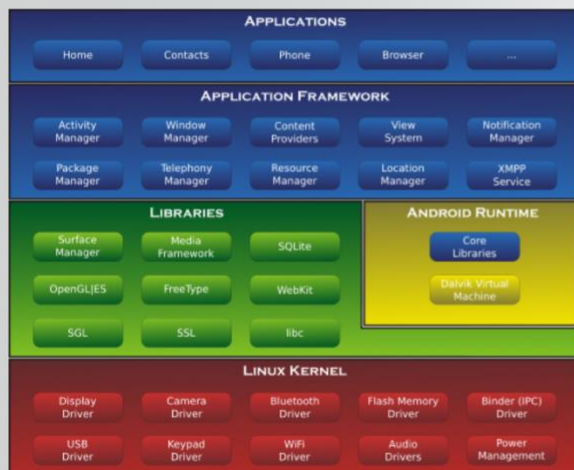 APPLICATIONS
Home
Contacts
Phone
Browser
...
APPLICATION FRAMEWORK
Activity
Manager
Window
Manager
Content
Providers
View
System
Notification
Manager
Package
Manager
Telephony
Manager
Resource
Manager
Location
Manager
XMPP
Service
LIBRARIES
Surface
Manager
Media
Framework
SQLite
OpenGL|ES
FreeType
WebKit
SGL
SSL
libc
ANDROID RUNTIME
Core
Libraries
Dalvik Virtual
Machine
LINUX KERNEL
Display
Driver
Camera
Driver
Bluetooth
Driver
Flash Memory
Driver
Binder (IPC)
Driver
USB
Driver
Keypad
Driver
WiFi
Driver
Audio
Drivers
Power
Management